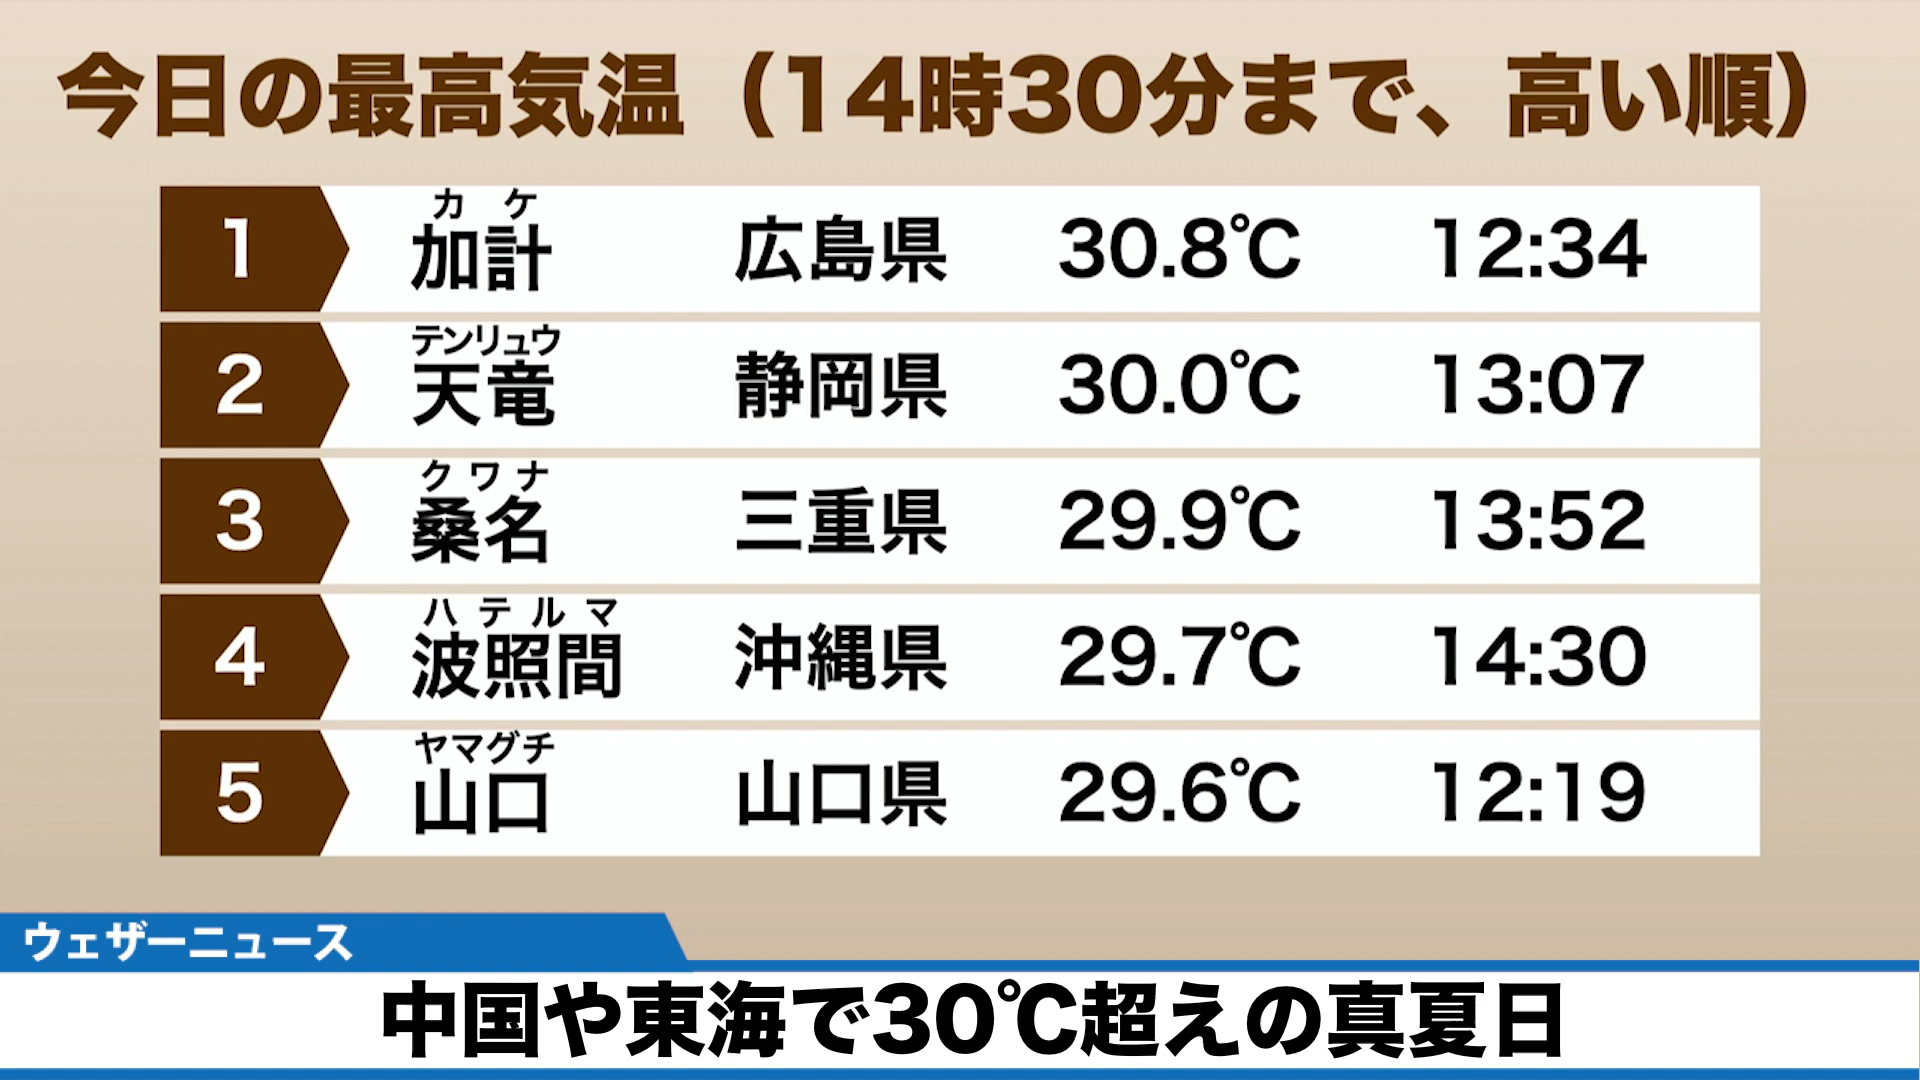 今日の最高気温（14時30分まで、高い順）
カケ
1 加計 広島県 30.8℃ 12:34
テンリュウ
2 天竜 静岡県 30.0℃ 13:07
クワナ
3 桑名 三重県 29.9℃ 13:52
ハテルマ
4 波照間 沖縄県 29.7℃ 14:30
ヤマグチ
5 山口 山口県 29.6℃ 12:19
ウェザーニュース
中国や東海で30℃超えの真夏日